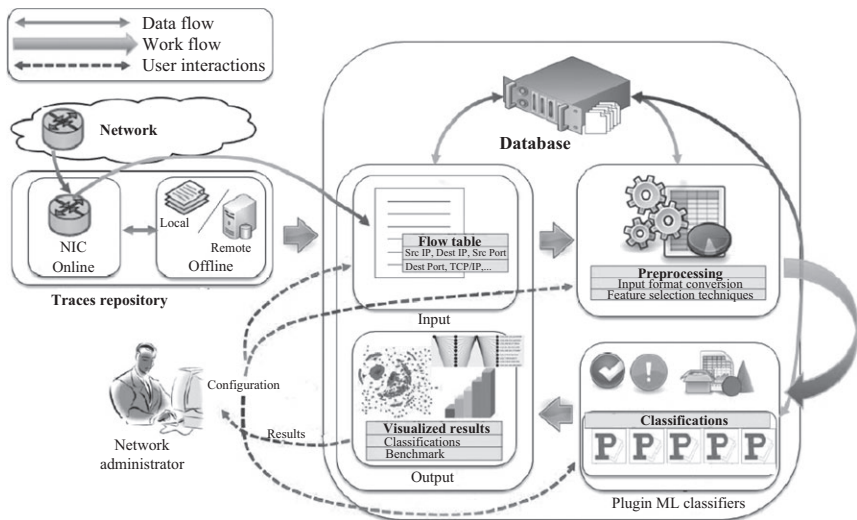 Data flow
Work flow
User interactions
Network
Database
Local
NIC
Online
Remote
Offline
Traces repository
Flow table
Src IP, Dest IP, Src Port
Dest Port, TCP/IP,...
Input
Preprocessing
Input format conversion
Feature selection techniques
Configuration
Results
Network
administrator
Visualized results
Classifications
Benchmark
Output
Classifications
P P P P P
Plugin ML classifiers